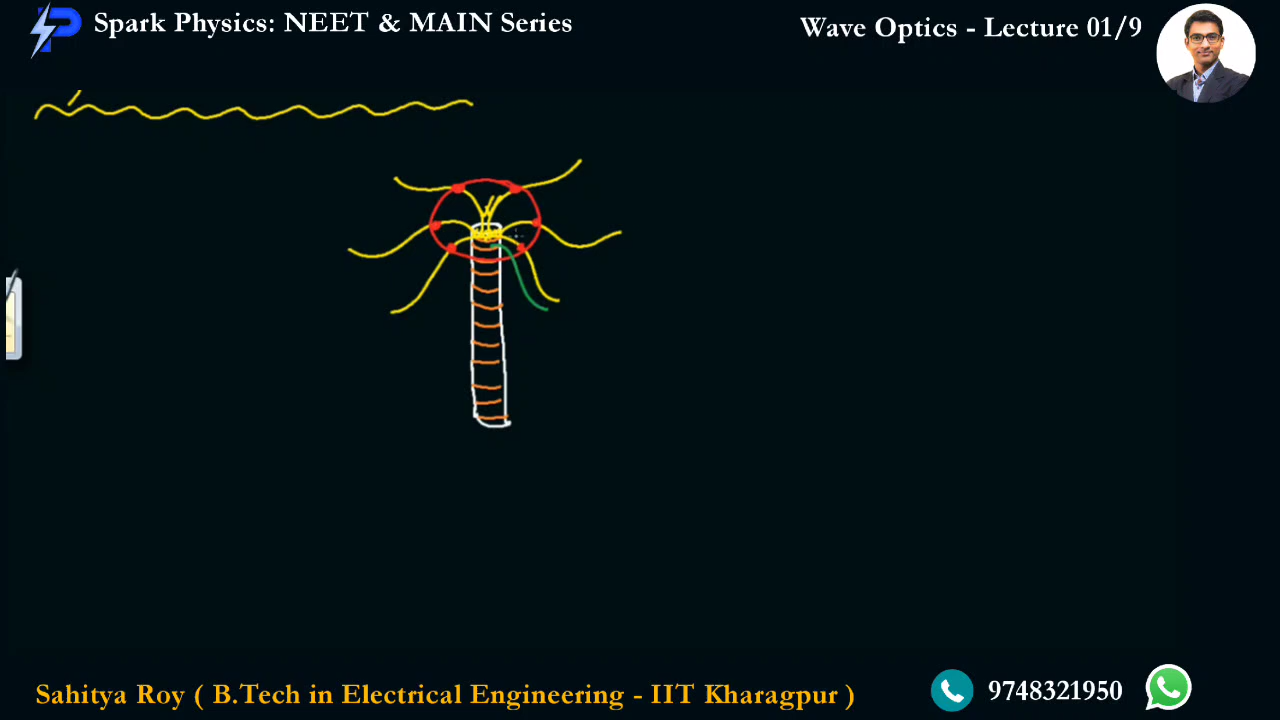 Spark Physics: NEET & MAIN Series
Wave Optics - Lecture 01/9
Sahitya Roy ( B.Tech in Electrical Engineering - IIT Kharagpur )
9748321950